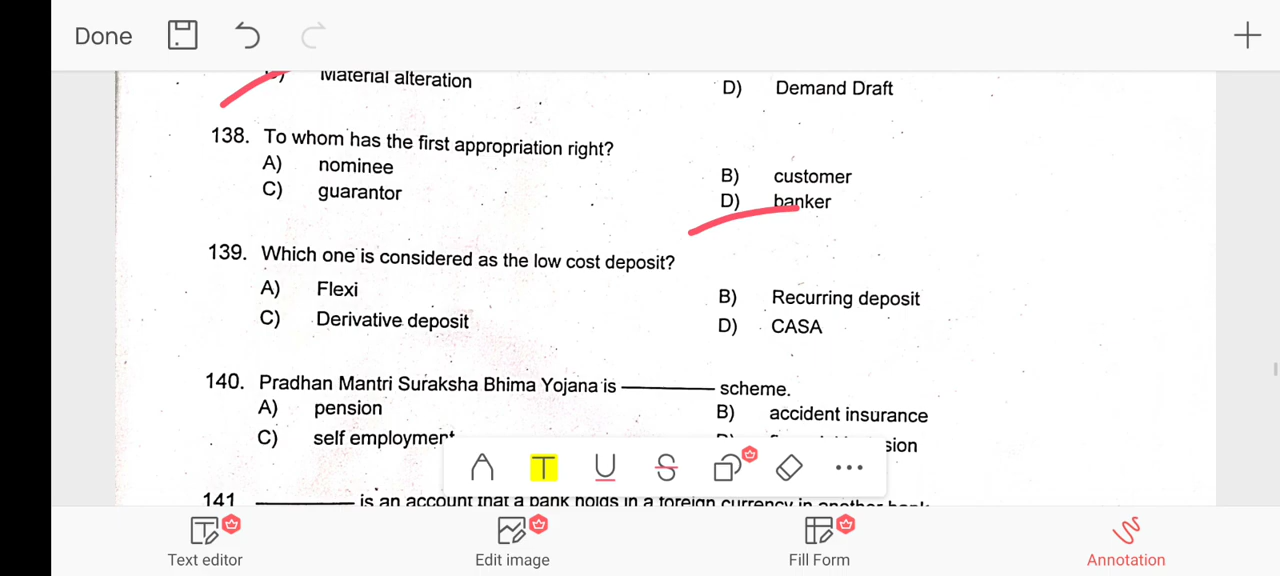 Done
Material alteration
D) Demand Draft
138. To whom has the first appropriation right?
A) nominee
B) customer
C) guarantor
D) banker
139. Which one is considered as the low cost deposit?
A) Flexi
B) Recurring deposit
C) Derivative deposit
D) CASA
140. Pradhan Mantri Suraksha Bhima Yojana is ________ scheme.
A) pension
B) accident insurance
C) self employment
sion
141 ________ is an account that a bank holds in a foreign currency in another bank
Text editor
Edit image
Fill Form
Annotation